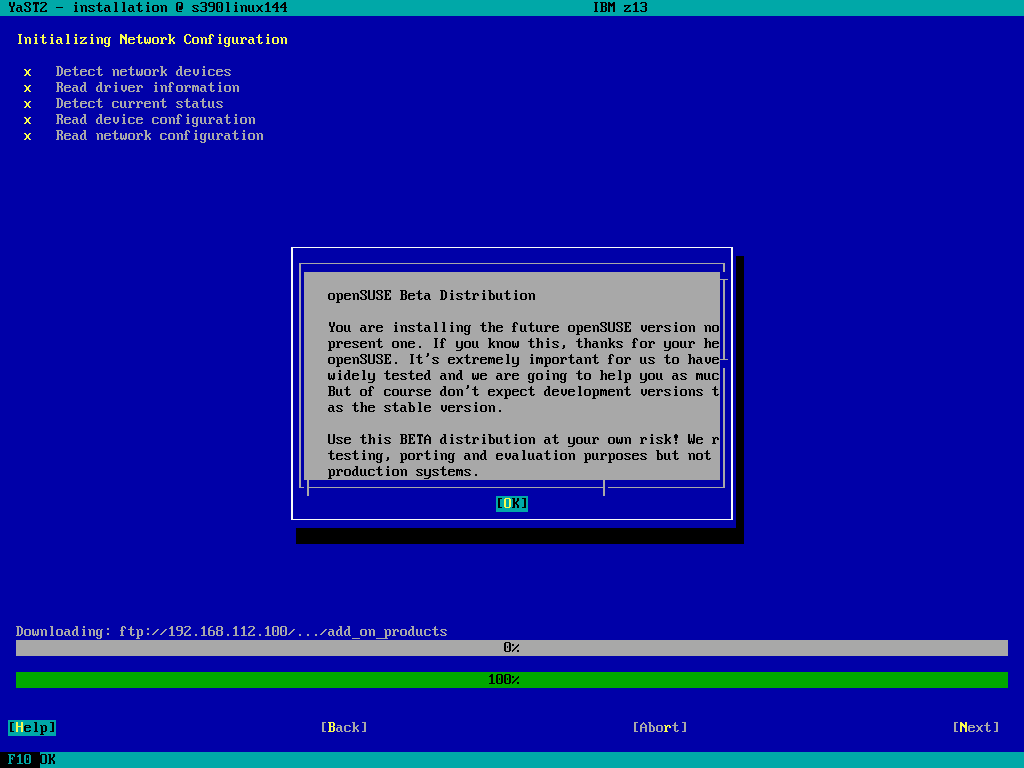 YaST2 - installation @ s390linux144 IBM z13
Initializing Network Configuration
x Detect network devices
x Read driver information
x Detect current status
x Read device configuration
x Read network configuration
openSUSE Beta Distribution
You are installing the future openSUSE version no
present one. If you know this, thanks for your he
openSUSE. It's extremely important for us to have
widely tested and we are going to help you as muc
But of course don't expect development versions t
as the stable version.
Use this BETA distribution at your own risk! We r
testing, porting and evaluation purposes but not
production systems.
[OK]
Downloading: ftp://192.168.112.100/.../add_on_products
0%
100%
[Help] [Back] [Abort] [Next]
F10 OK